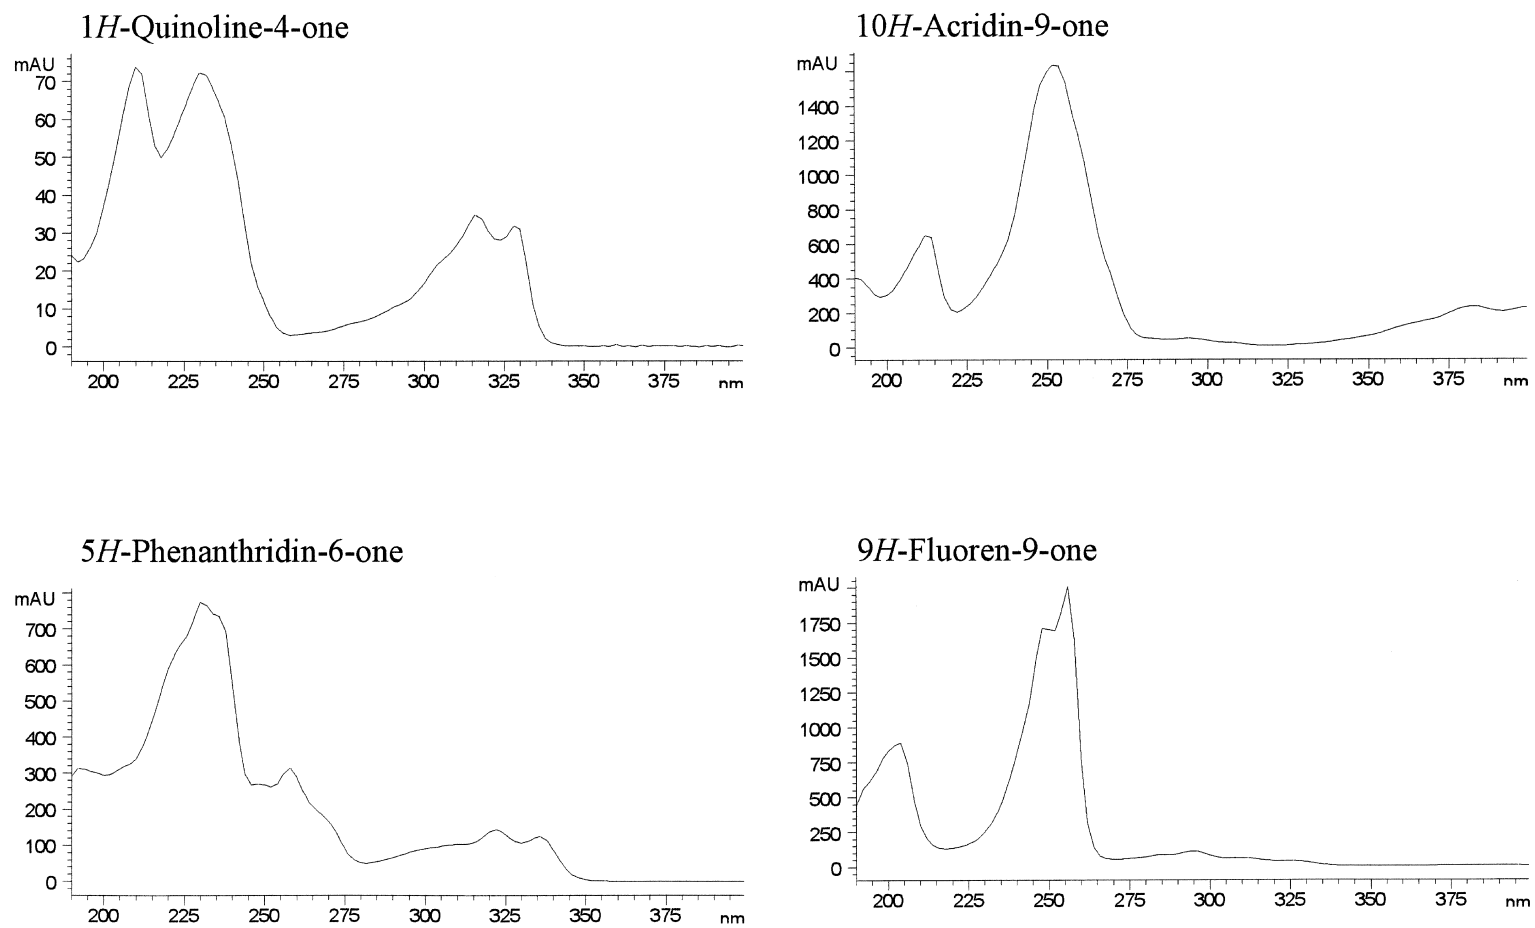 1H-Quinoline-4-one
mAU
70
60
50
40
30
20
10
0
200 225 250 275 300 325 350 375 nm
10H-Acridin-9-one
mAU
1400
1200
1000
800
600
400
200
0
200 225 250 275 300 325 350 375 nm
5H-Phenanthridin-6-one
mAU
700
600
500
400
300
200
100
0
200 225 250 275 300 325 350 375 nm
9H-Fluoren-9-one
mAU
1750
1500
1250
1000
750
500
250
0
200 225 250 275 300 325 350 375 nm